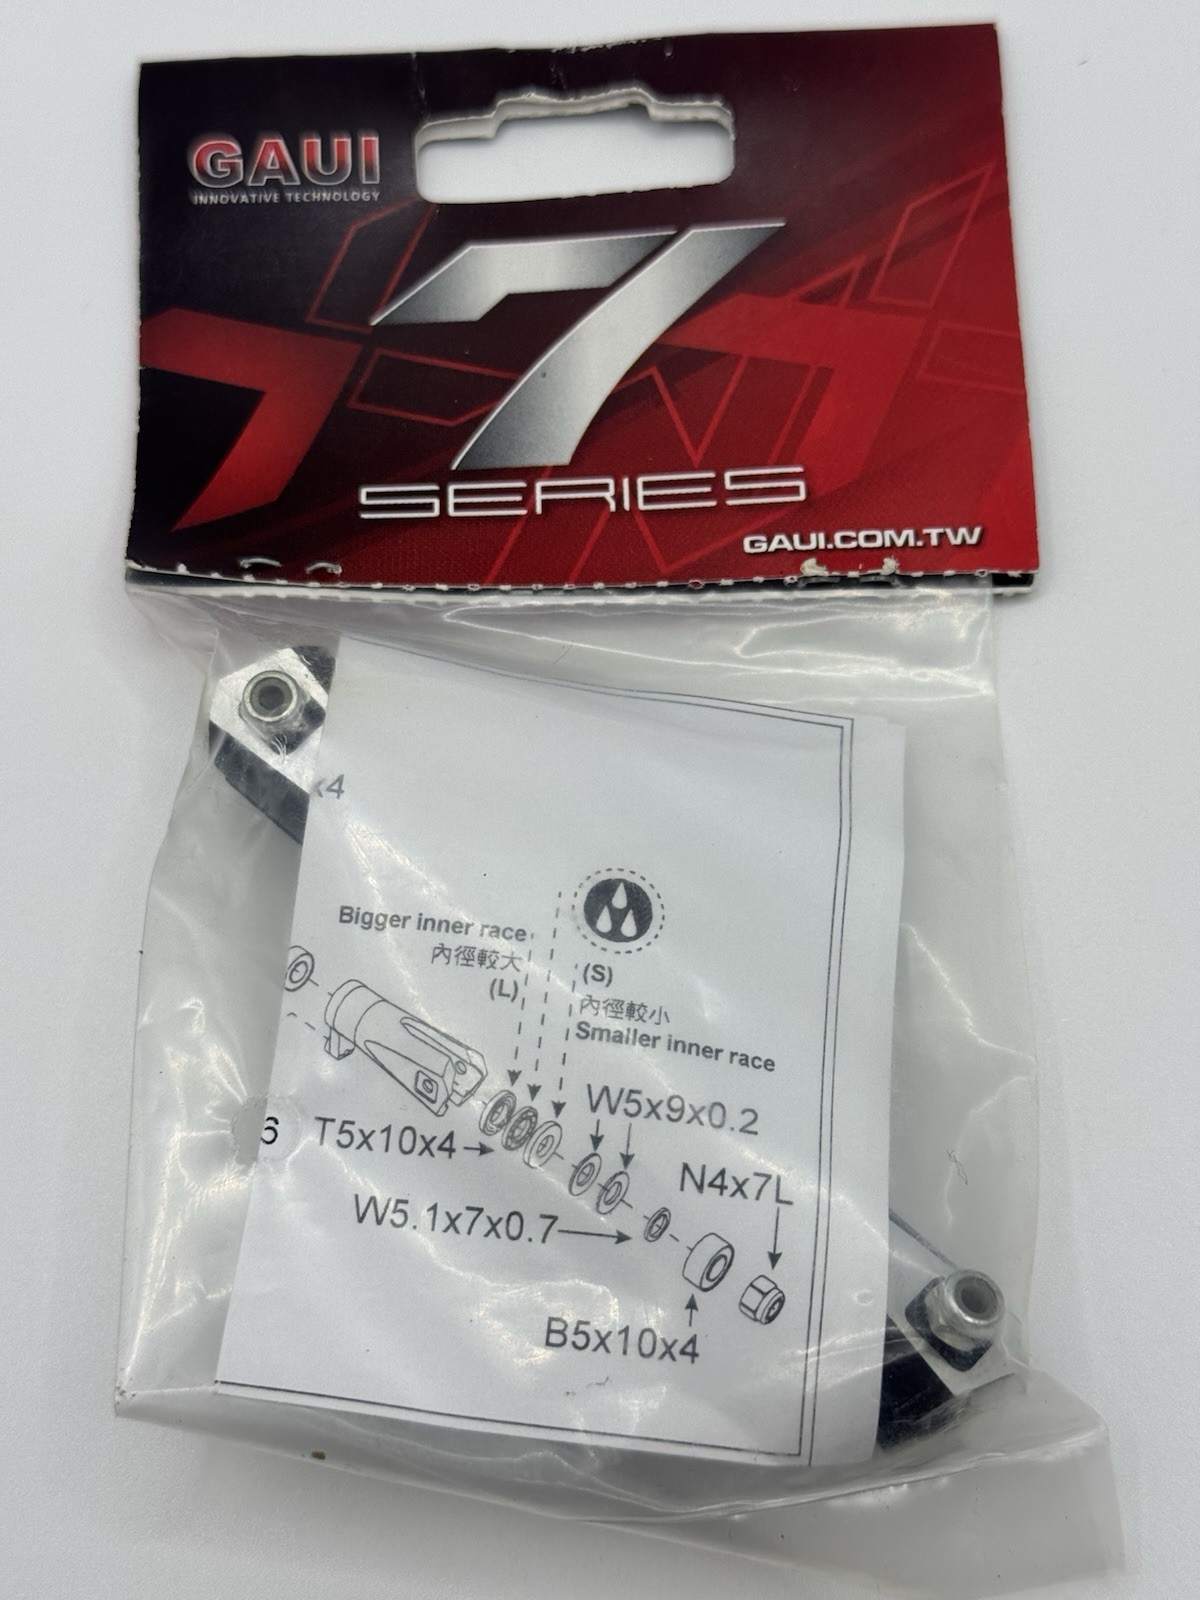 GAUI
INNOVATIVE TECHNOLOGY
7
SERIES
GAUI.COM.TW
x4
Bigger inner race
內徑較大
(L)
(S)
內徑較小
Smaller inner race
W5x9x0.2
6
T5x10x4
N4x7L
W5.1x7x0.7
B5x10x4